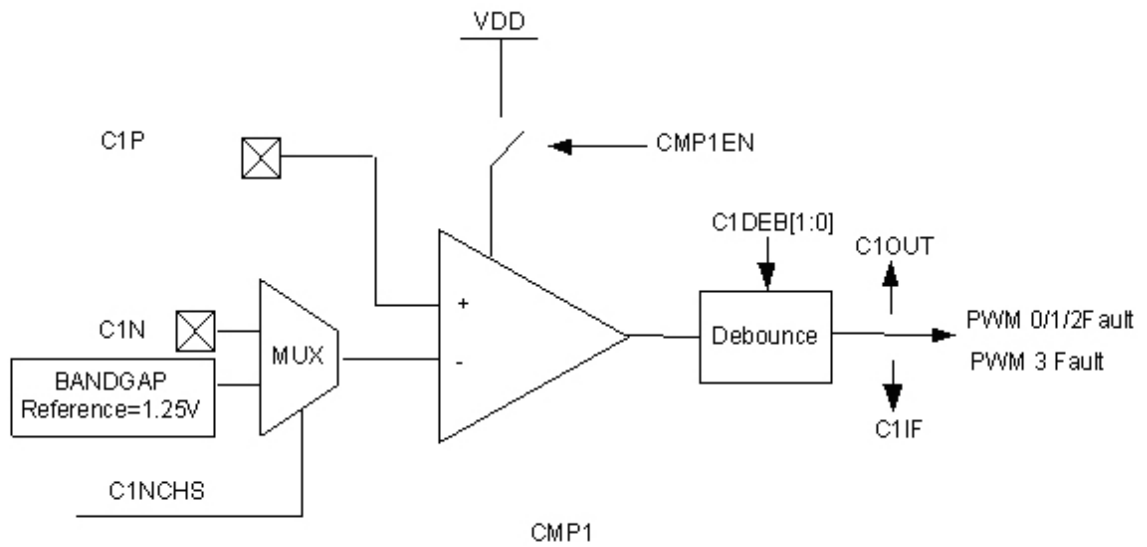 VDD
C1P
CMP1EN
C1DEB[1:0]
C1OUT
+
C1N
MUX
-
Debounce
PWM 0/1/2Fault
PWM 3 Fault
BANDGAP
Reference=1.25V
C1IF
C1NCHS
CMP1